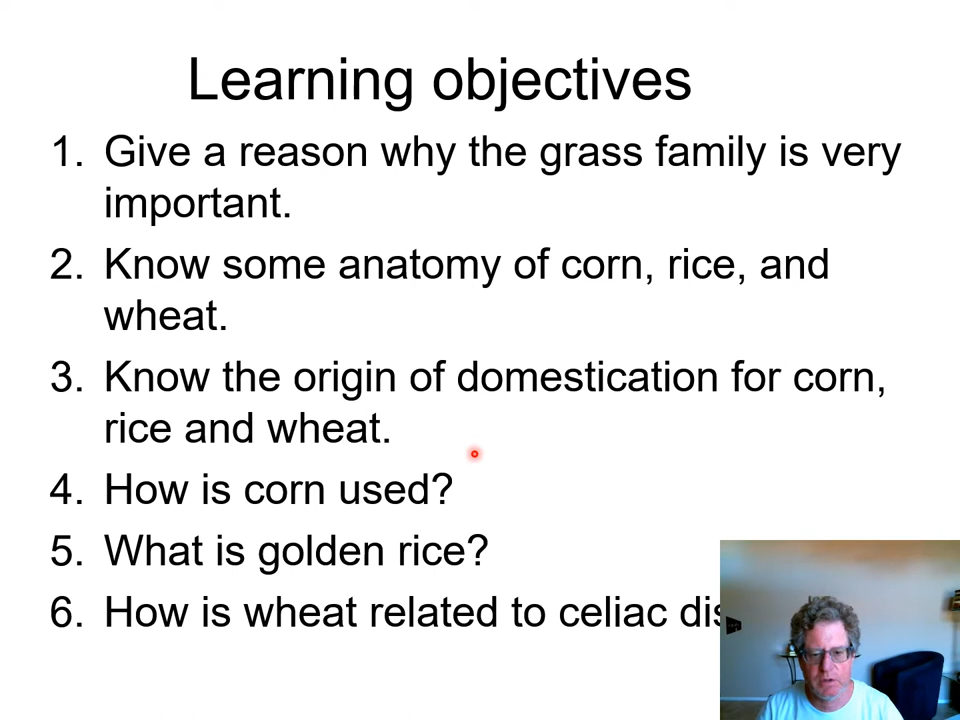 Learning objectives
1. Give a reason why the grass family is very
important.
2. Know some anatomy of corn, rice, and
wheat.
3. Know the origin of domestication for corn,
rice and wheat.
4. How is corn used?
5. What is golden rice?
6. How is wheat related to celiac